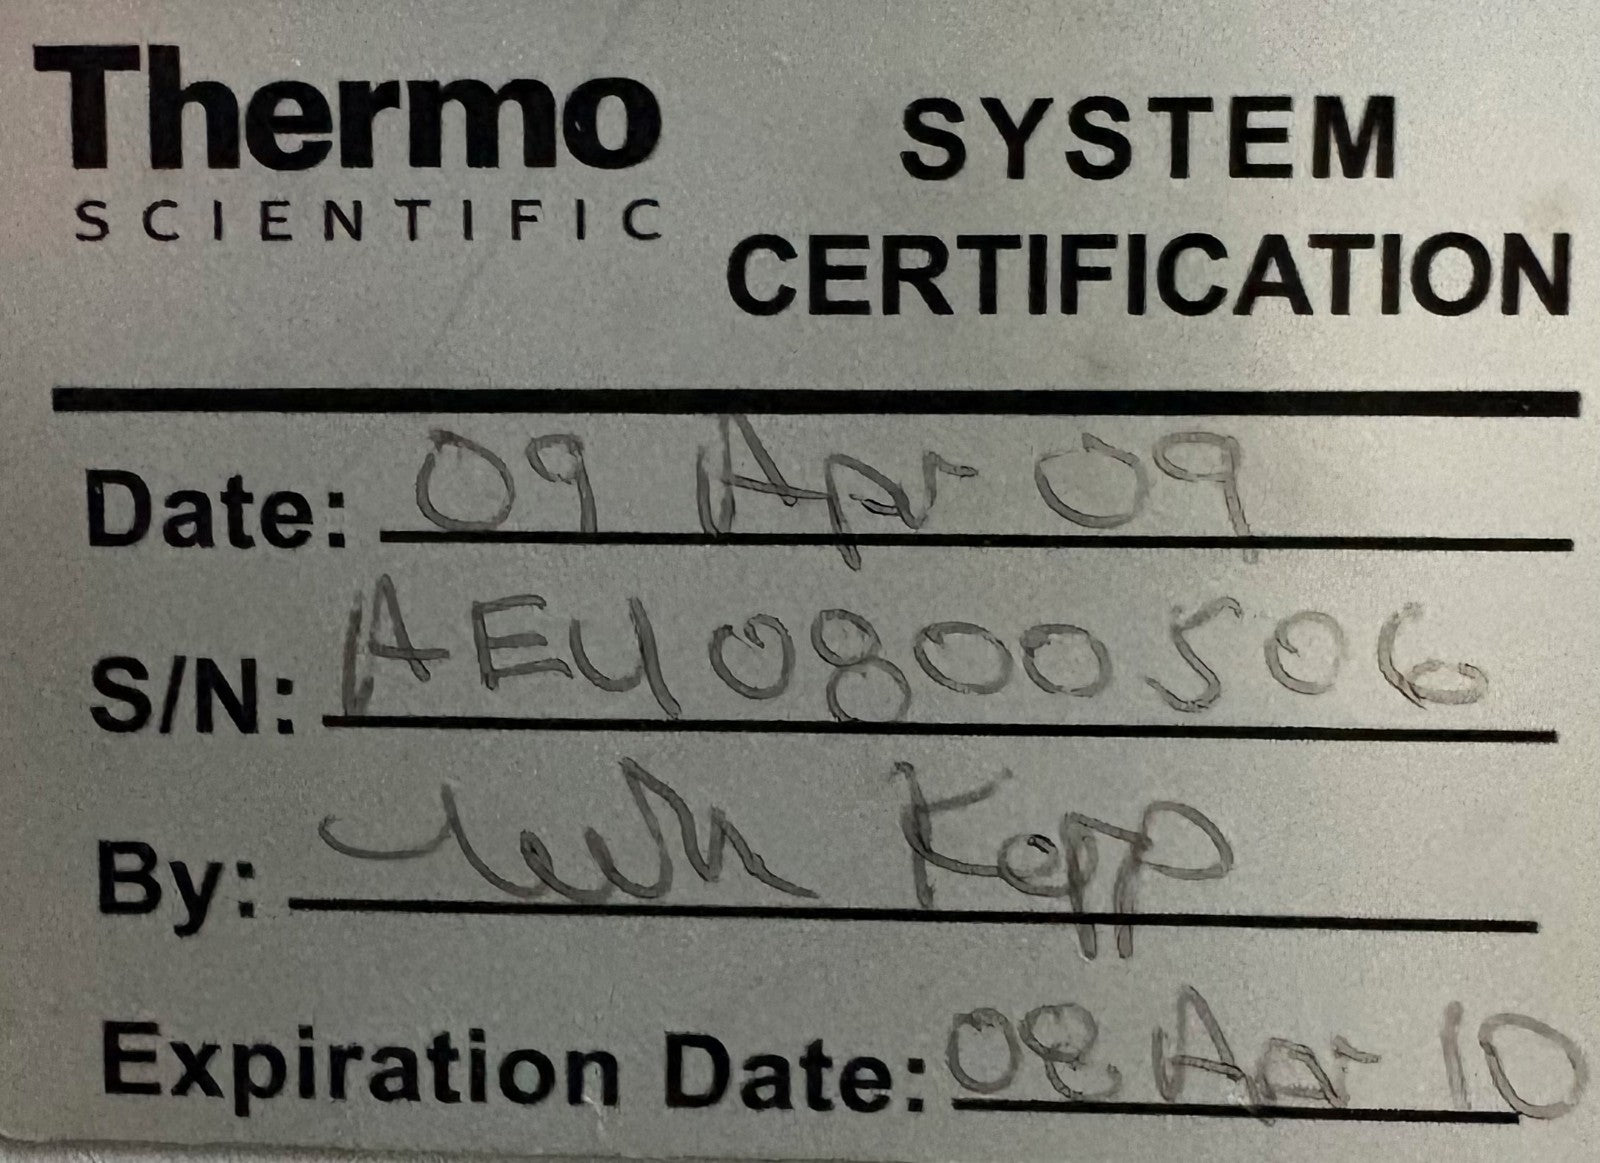 Thermo
SCIENTIFIC
SYSTEM
CERTIFICATION
Date: 09 Apr 09
S/N: AEU0800506
By: Kopp
Expiration Date: 08 Apr 10